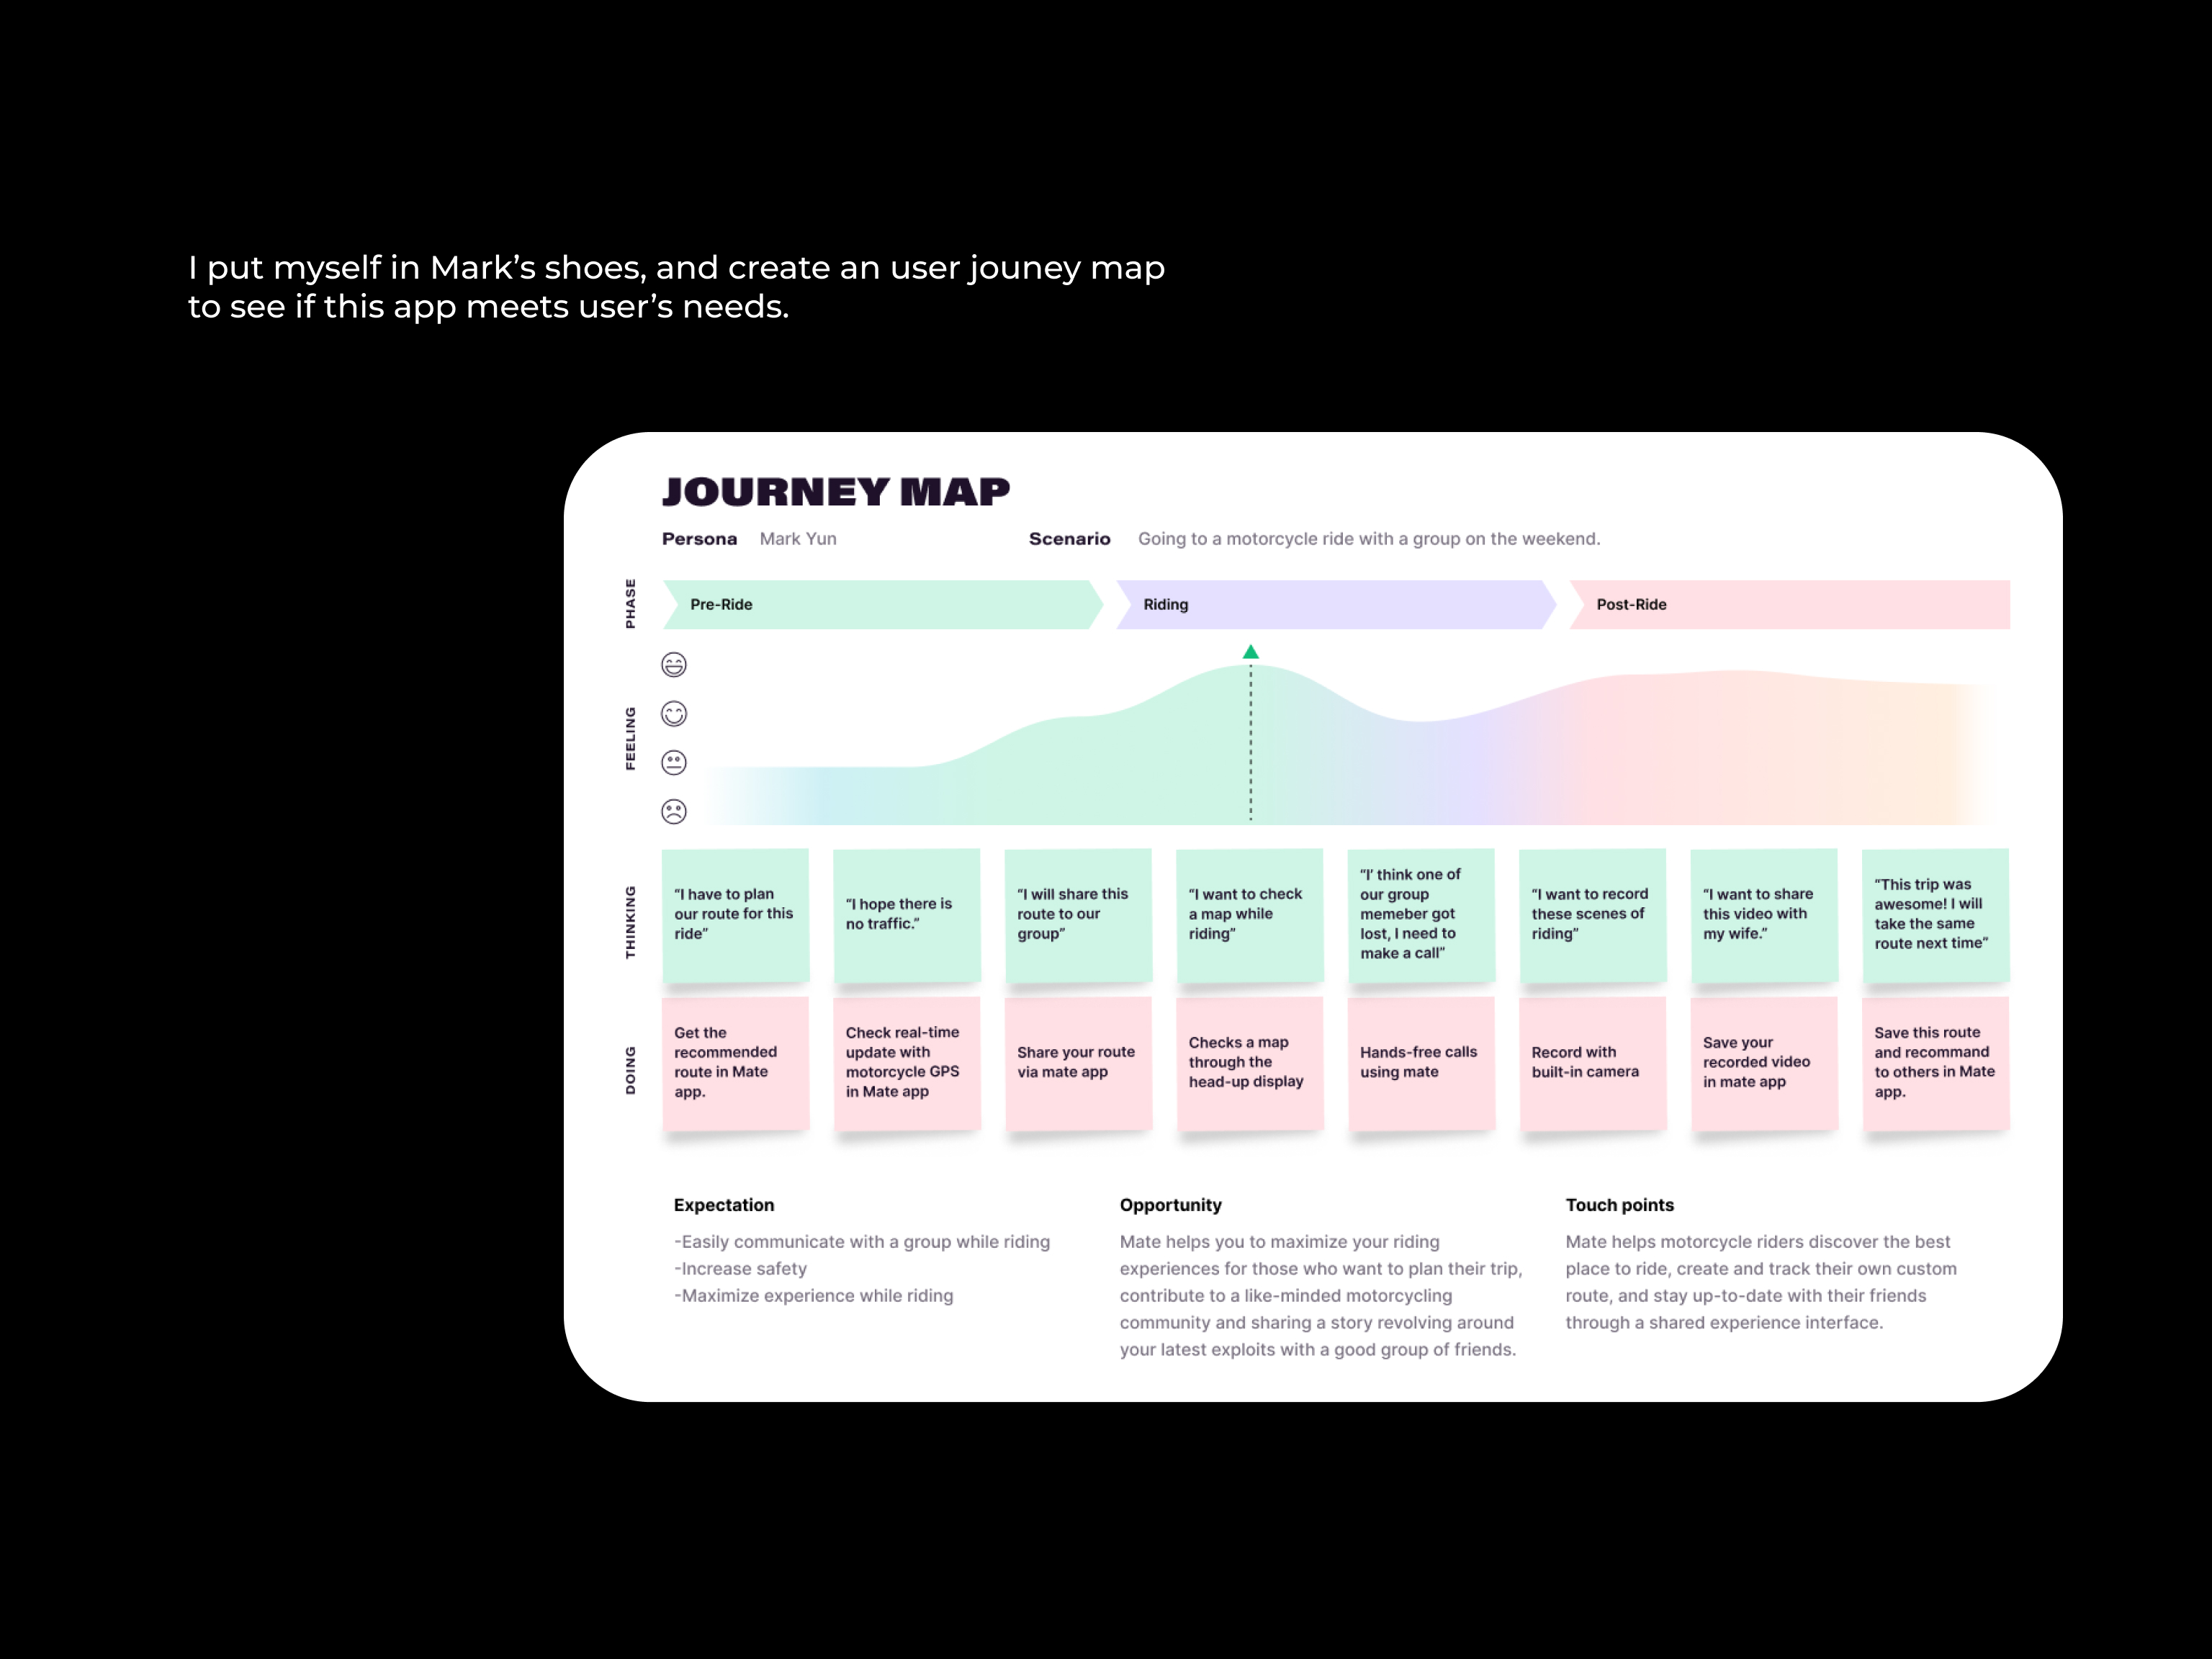 I put myself in Mark’s shoes, and create an user jouney map
to see if this app meets user’s needs.
JOURNEY MAP
Persona Mark Yun Scenario Going to a motorcycle ride with a group on the weekend.
PHASE
Pre-Ride Riding Post-Ride
FEELING
THINKING
“I have to plan
our route for this
ride”
“I hope there is
no traffic.”
“I will share this
route to our
group”
“I want to check
a map while
riding”
“I’ think one of
our group
memeber got
lost, I need to
make a call”
“I want to record
these scenes of
riding”
“I want to share
this video with
my wife.”
“This trip was
awesome! I will
take the same
route next time”
DOING
Get the
recommended
route in Mate
app.
Check real-time
update with
motorcycle GPS
in Mate app
Share your route
via mate app
Checks a map
through the
head-up display
Hands-free calls
using mate
Record with
built-in camera
Save your
recorded video
in mate app
Save this route
and recommand
to others in Mate
app.
Expectation
-Easily communicate with a group while riding
-Increase safety
-Maximize experience while riding
Opportunity
Mate helps you to maximize your riding
experiences for those who want to plan their trip,
contribute to a like-minded motorcycling
community and sharing a story revolving around
your latest exploits with a good group of friends.
Touch points
Mate helps motorcycle riders discover the best
place to ride, create and track their own custom
route, and stay up-to-date with their friends
through a shared experience interface.